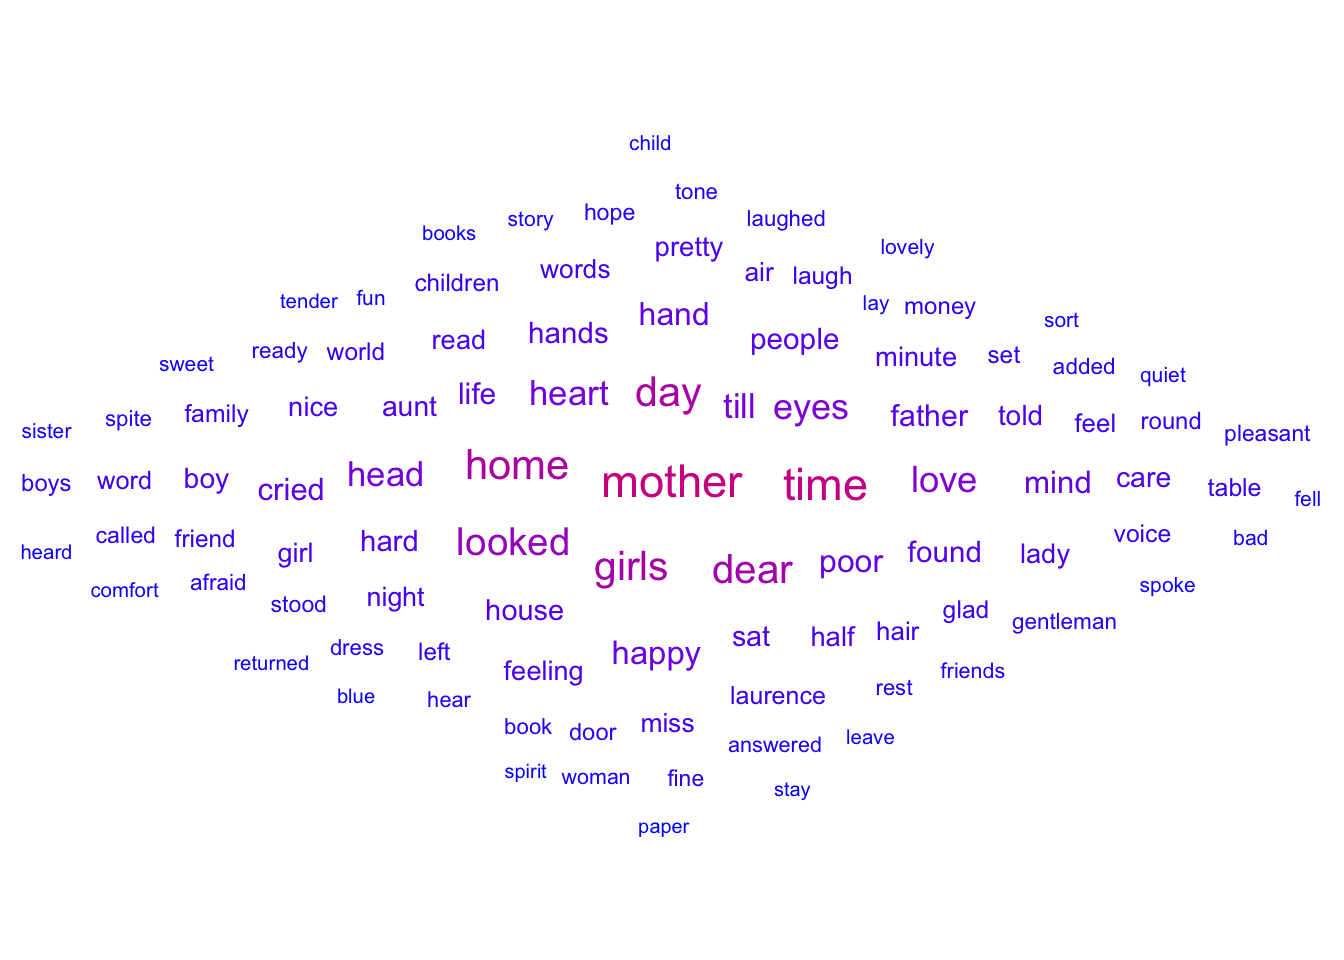 child
tone
books story hope laughed
pretty lovely
children words air laugh
tender fun hand lay money sort
read hands people
sweet ready world minute set added quiet
life heart day till eyes
spite family nice aunt father told feel round
sister pleasant
home
boys word boy cried head mother time love mind care table fell
called friend looked voice bad
heard girl hard girls dear poor found lady
comfort afraid spoke
stood night house glad gentleman
returned dress left sat half hair
feeling happy friends
blue hear laurence rest
book door miss answered leave
spirit woman fine stay
paper